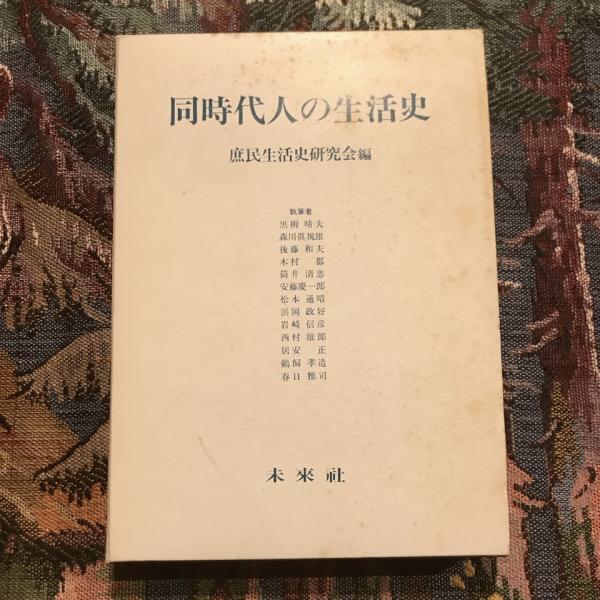 同時代人の生活史
庶民生活史研究会編
執筆者
黒柳 晴夫
森川眞規雄
後藤 和夫
木村 都
筒井 清忠
安藤慶一郎
松本 通晴
浜岡 政好
岩崎 信彦
西村 雄郎
居安 正
鵜飼 孝造
春日 雅司
未來社